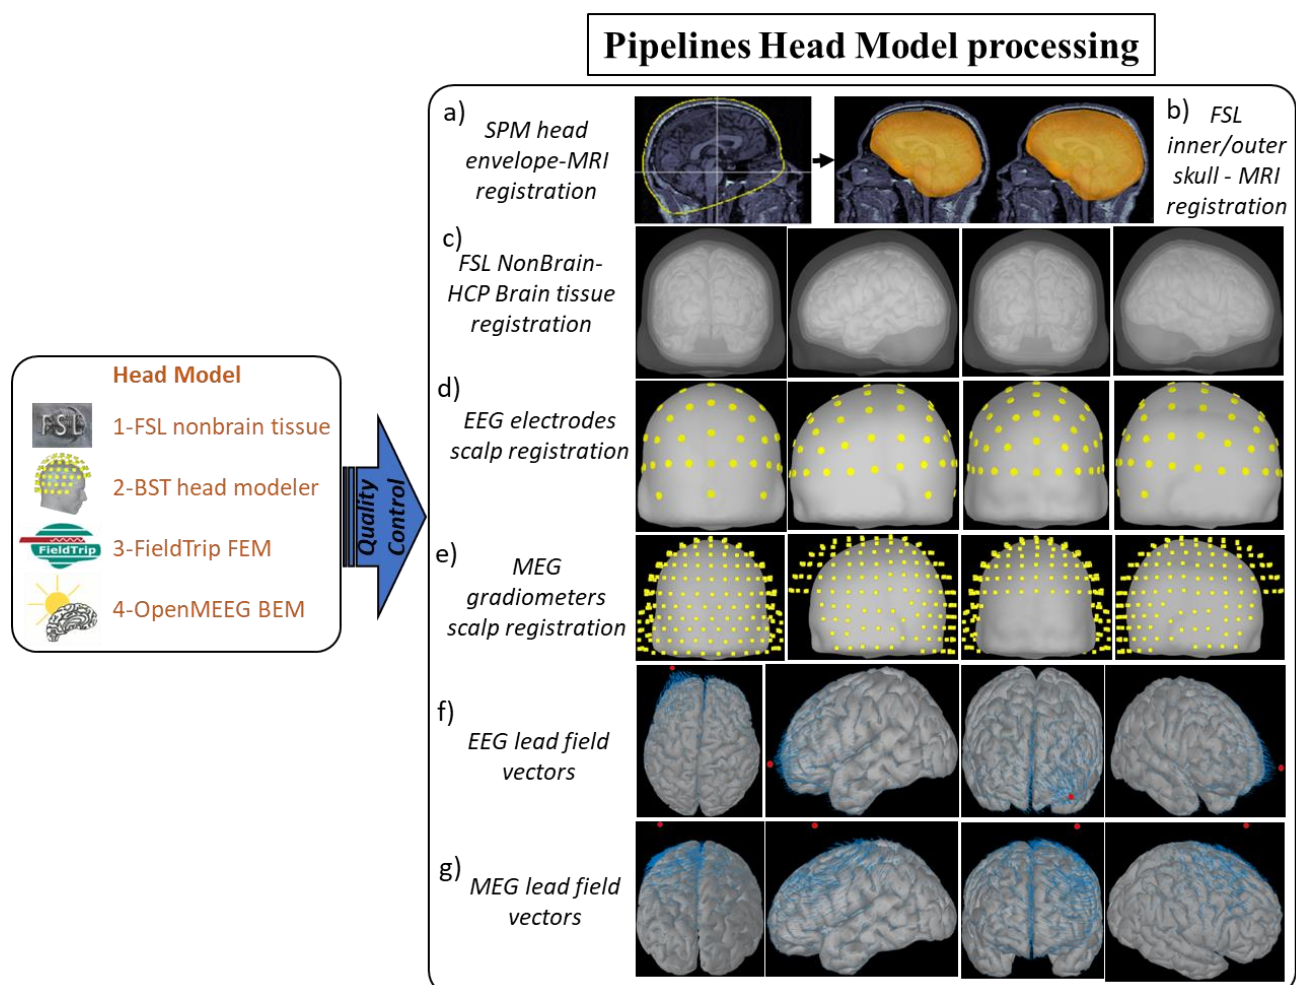 Pipelines Head Model processing
a)
SPM head
envelope-MRI
registration
b)
FSL
inner/outer
skull - MRI
registration
c)
FSL NonBrain-
HCP Brain tissue
registration
Head Model
FSL
1-FSL nonbrain tissue
2-BST head modeler
FieldTrip
3-FieldTrip FEM
4-OpenMEEG BEM
Quality
Control
d)
EEG electrodes
scalp registration
e)
MEG
gradiometers
scalp registration
f)
EEG lead field
vectors
g)
MEG lead field
vectors